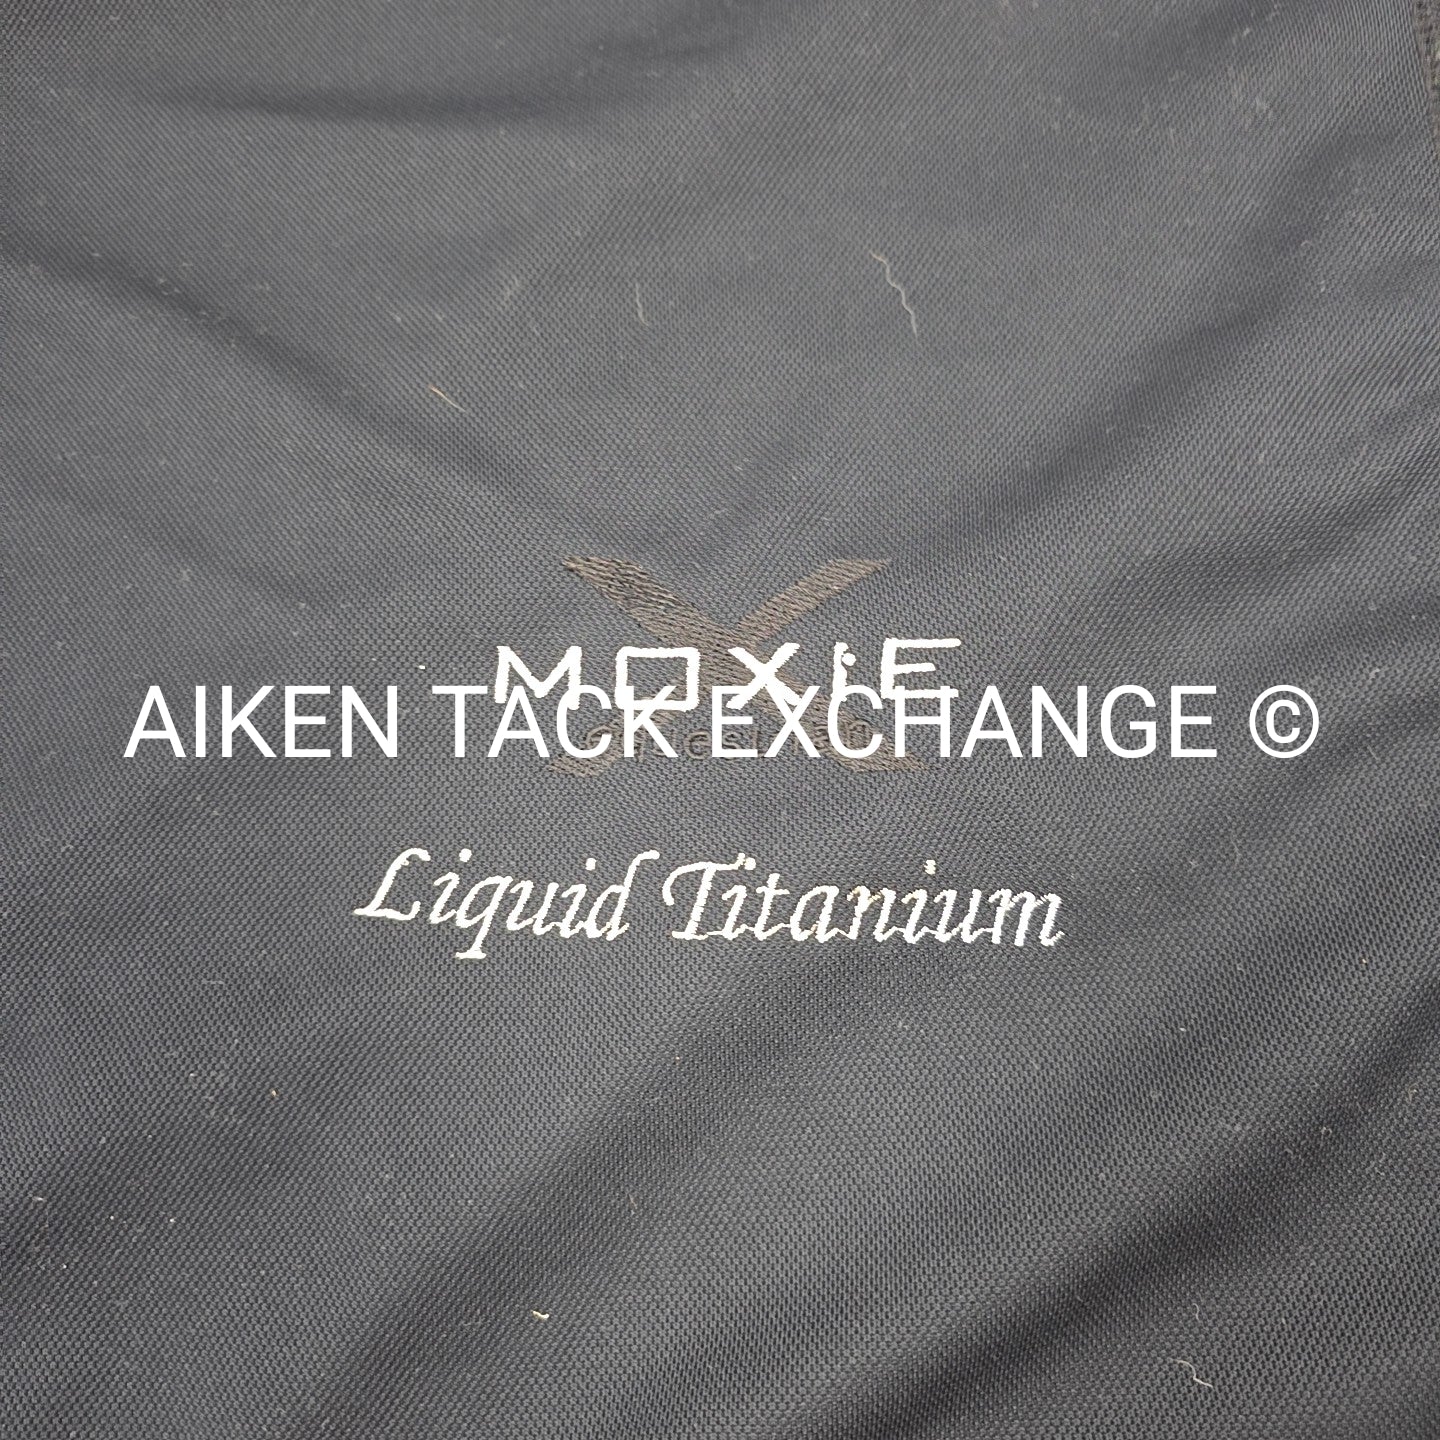 MOXIE
AIKEN TACK EXCHANGE ©
Liquid Titanium